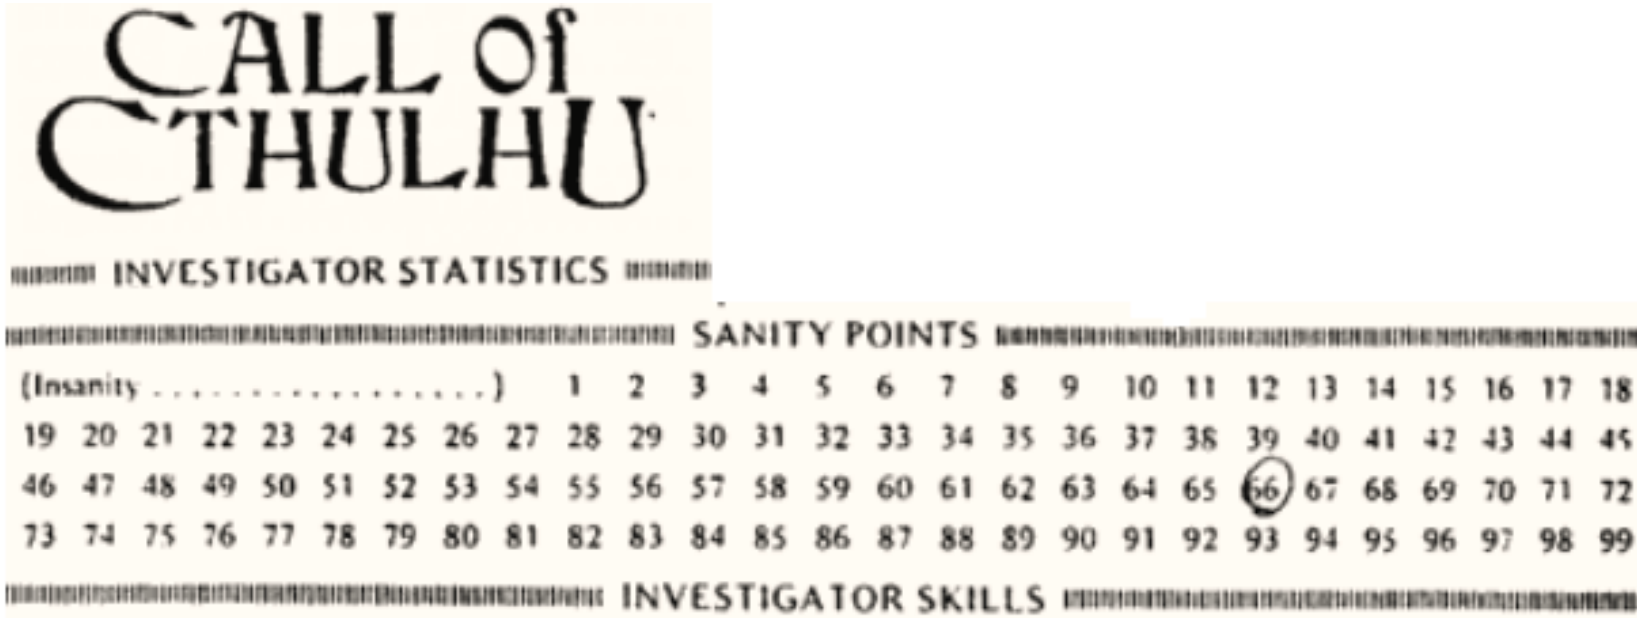 CALL of
CTHULHU
INVESTIGATOR STATISTICS
SANITY POINTS
(Insanity . . . . . . . . . . . . . . . . .) 1 2 3 4 5 6 7 8 9 10 11 12 13 14 15 16 17 18
19 20 21 22 23 24 25 26 27 28 29 30 31 32 33 34 35 36 37 38 39 40 41 42 43 44 45
46 47 48 49 50 51 52 53 54 55 56 57 58 59 60 61 62 63 64 65 66 67 68 69 70 71 72
73 74 75 76 77 78 79 80 81 82 83 84 85 86 87 88 89 90 91 92 93 94 95 96 97 98 99
INVESTIGATOR SKILLS